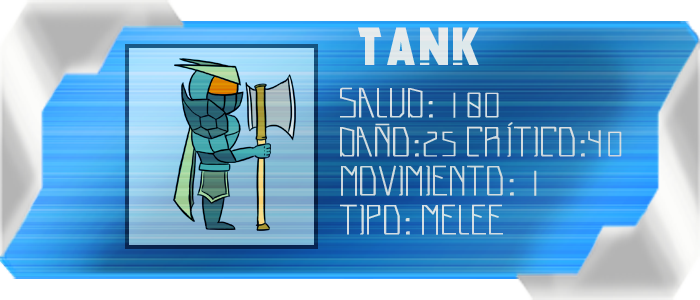 TANK
SALUD: 180
DAÑO:25 CRÍTICO:40
MOVIMIENTO: 1
TIPO: MELEE